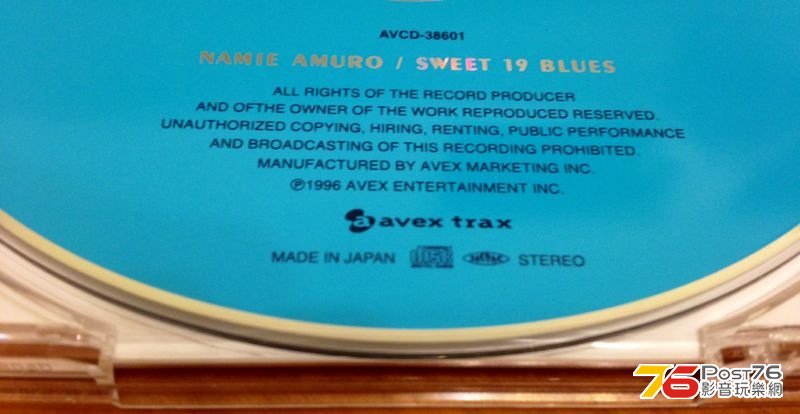 AVCD-38601
NAMIE AMURO / SWEET 19 BLUES
ALL RIGHTS OF THE RECORD PRODUCER
AND OFTHE OWNER OF THE WORK REPRODUCED RESERVED.
UNAUTHORIZED COPYING, HIRING, RENTING, PUBLIC PERFORMANCE
AND BROADCASTING OF THIS RECORDING PROHIBITED.
MANUFACTURED BY AVEX MARKETING INC.
℗1996 AVEX ENTERTAINMENT INC.
a avex trax
MADE IN JAPAN disc STEREO
76 Post76
影音玩樂網